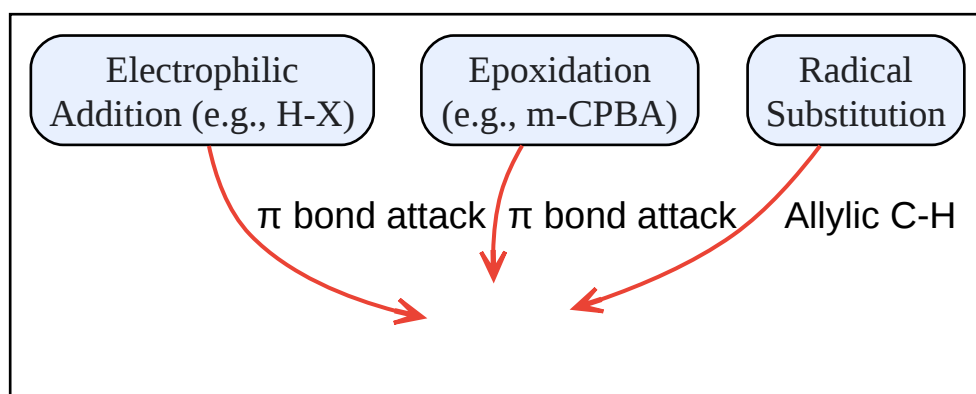 Electrophilic
Addition (e.g., H-X)
Epoxidation
(e.g., m-CPBA)
Radical
Substitution
π bond attack
π bond attack
Allylic C-H